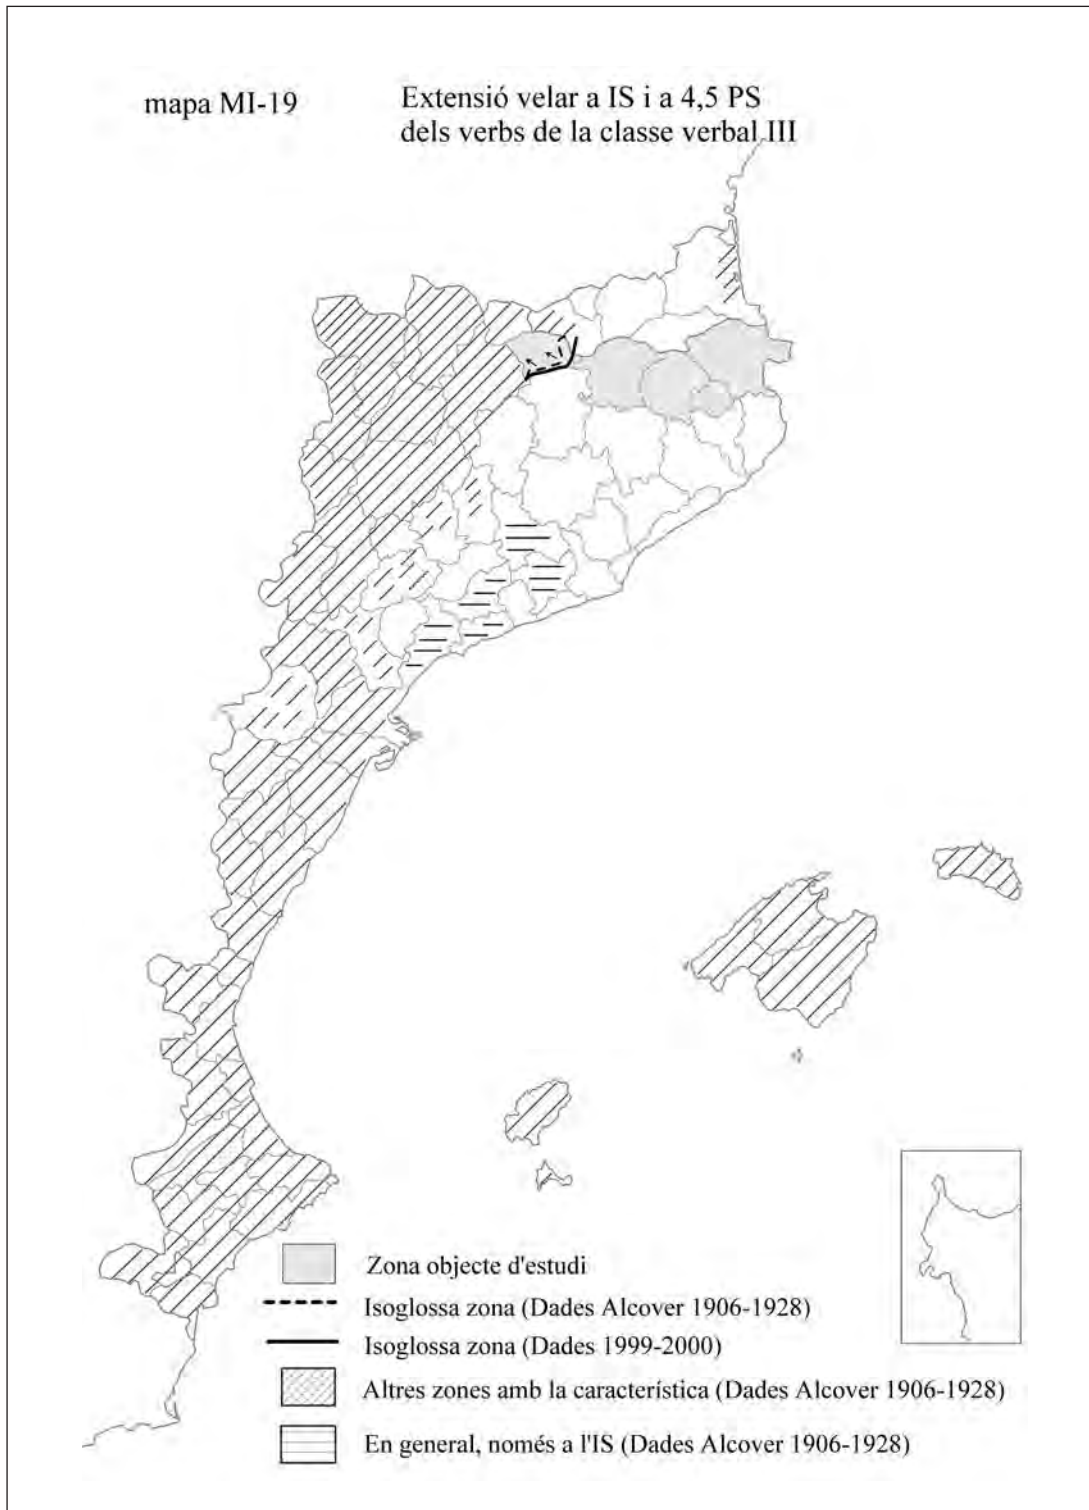 mapa MI-19
Extensió velar a IS i a 4,5 PS
dels verbs de la classe verbal III
Zona objecte d'estudi
Isoglossa zona (Dades Alcover 1906-1928)
Isoglossa zona (Dades 1999-2000)
Altres zones amb la característica (Dades Alcover 1906-1928)
En general, només a l'IS (Dades Alcover 1906-1928)